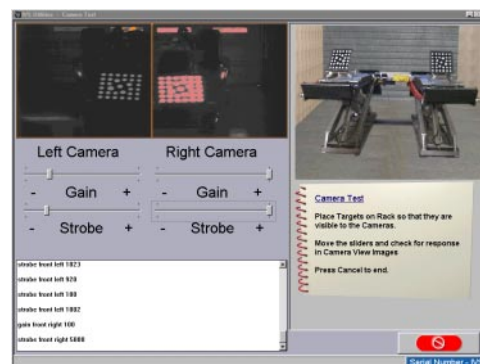 Camera Test
Left Camera
Right Camera
- Gain +
- Gain +
- Strobe +
- Strobe +
strobe front left 1023
strobe front left 920
strobe front left 100
strobe front left 1002
gain front right 100
strobe front right 5000
Camera Test
Place Targets on Rack so that they are
visible to the Cameras.
Move the sliders and check for response
in Camera View Images
Press Cancel to end.
Serial Number -